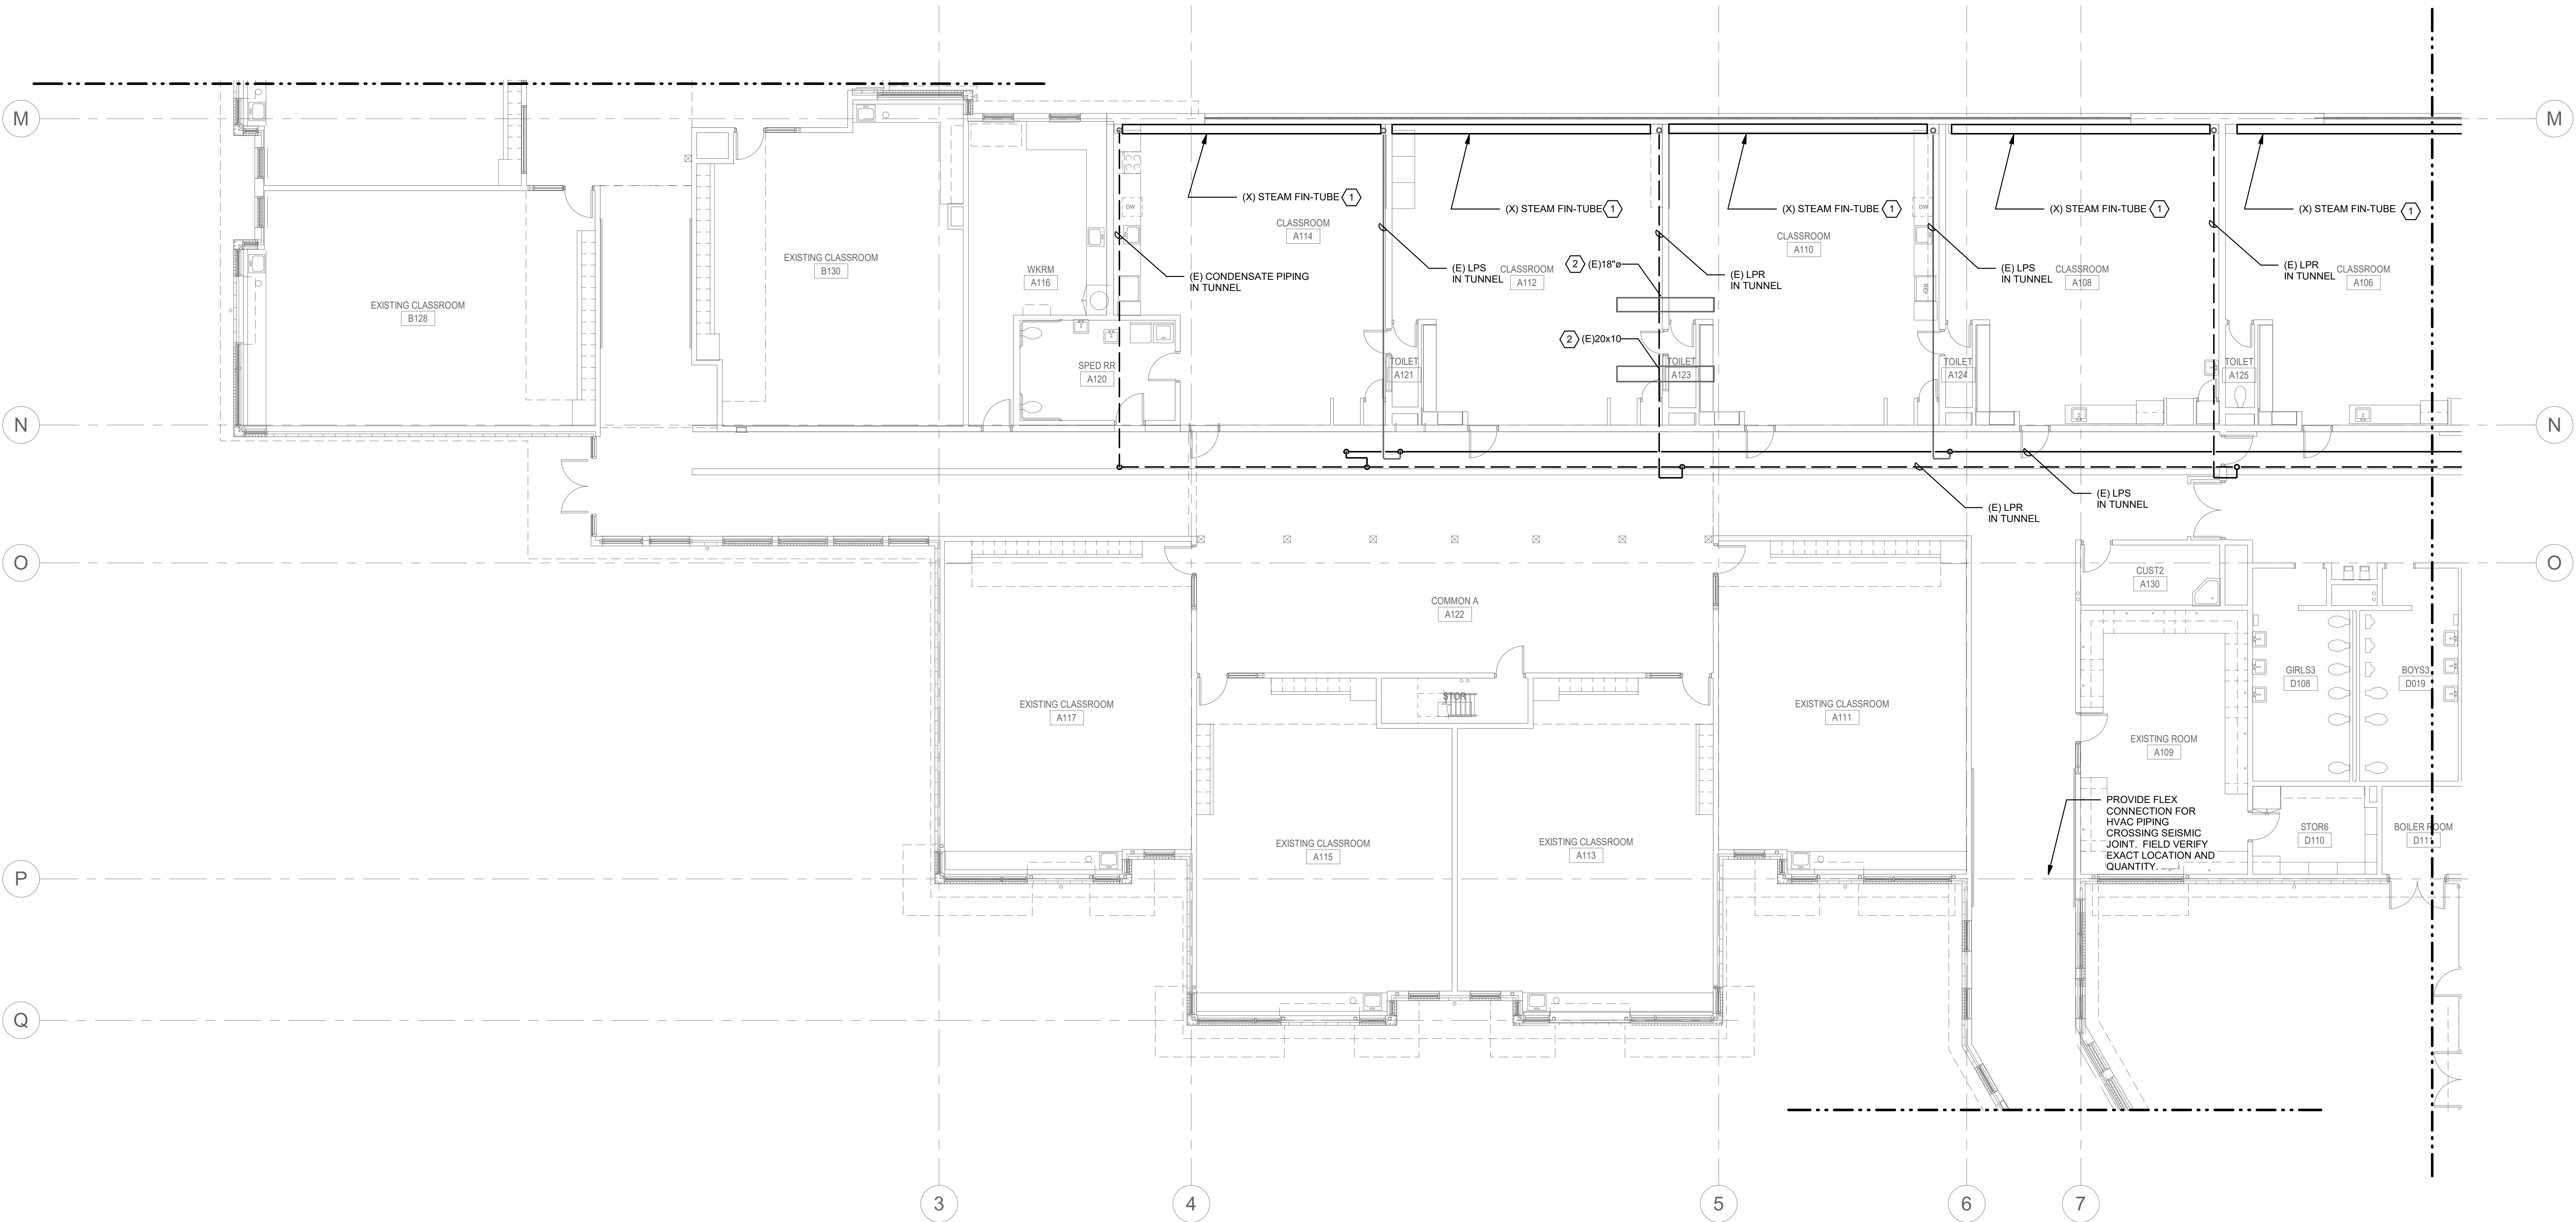 M
M
(X) STEAM FIN-TUBE 1
(X) STEAM FIN-TUBE 1
(X) STEAM FIN-TUBE 1
(X) STEAM FIN-TUBE 1
(X) STEAM FIN-TUBE 1
DW
DW
REF
CLASSROOM
A114
CLASSROOM
A110
EXISTING CLASSROOM
B130
WKRM
A116
(E) CONDENSATE PIPING
IN TUNNEL
(E) LPS
IN TUNNEL
CLASSROOM
A112
2 (E)18"ø
(E) LPR
IN TUNNEL
(E) LPS
IN TUNNEL
CLASSROOM
A108
(E) LPR
IN TUNNEL
CLASSROOM
A106
EXISTING CLASSROOM
B128
2 (E)20x10
SPED RR
A120
TOILET
A121
TOILET
A123
TOILET
A124
TOILET
A125
N
N
(E) LPS
IN TUNNEL
(E) LPR
IN TUNNEL
O
O
CUST2
A130
COMMON A
A122
GIRLS3
D108
BOYS3
D019
STOR
EXISTING CLASSROOM
A117
EXISTING CLASSROOM
A111
EXISTING ROOM
A109
PROVIDE FLEX
CONNECTION FOR
HVAC PIPING
CROSSING SEISMIC
JOINT. FIELD VERIFY
EXACT LOCATION AND
QUANTITY.
STOR6
D110
BOILER ROOM
D111
EXISTING CLASSROOM
A115
EXISTING CLASSROOM
A113
P
P
Q
3
4
5
6
7